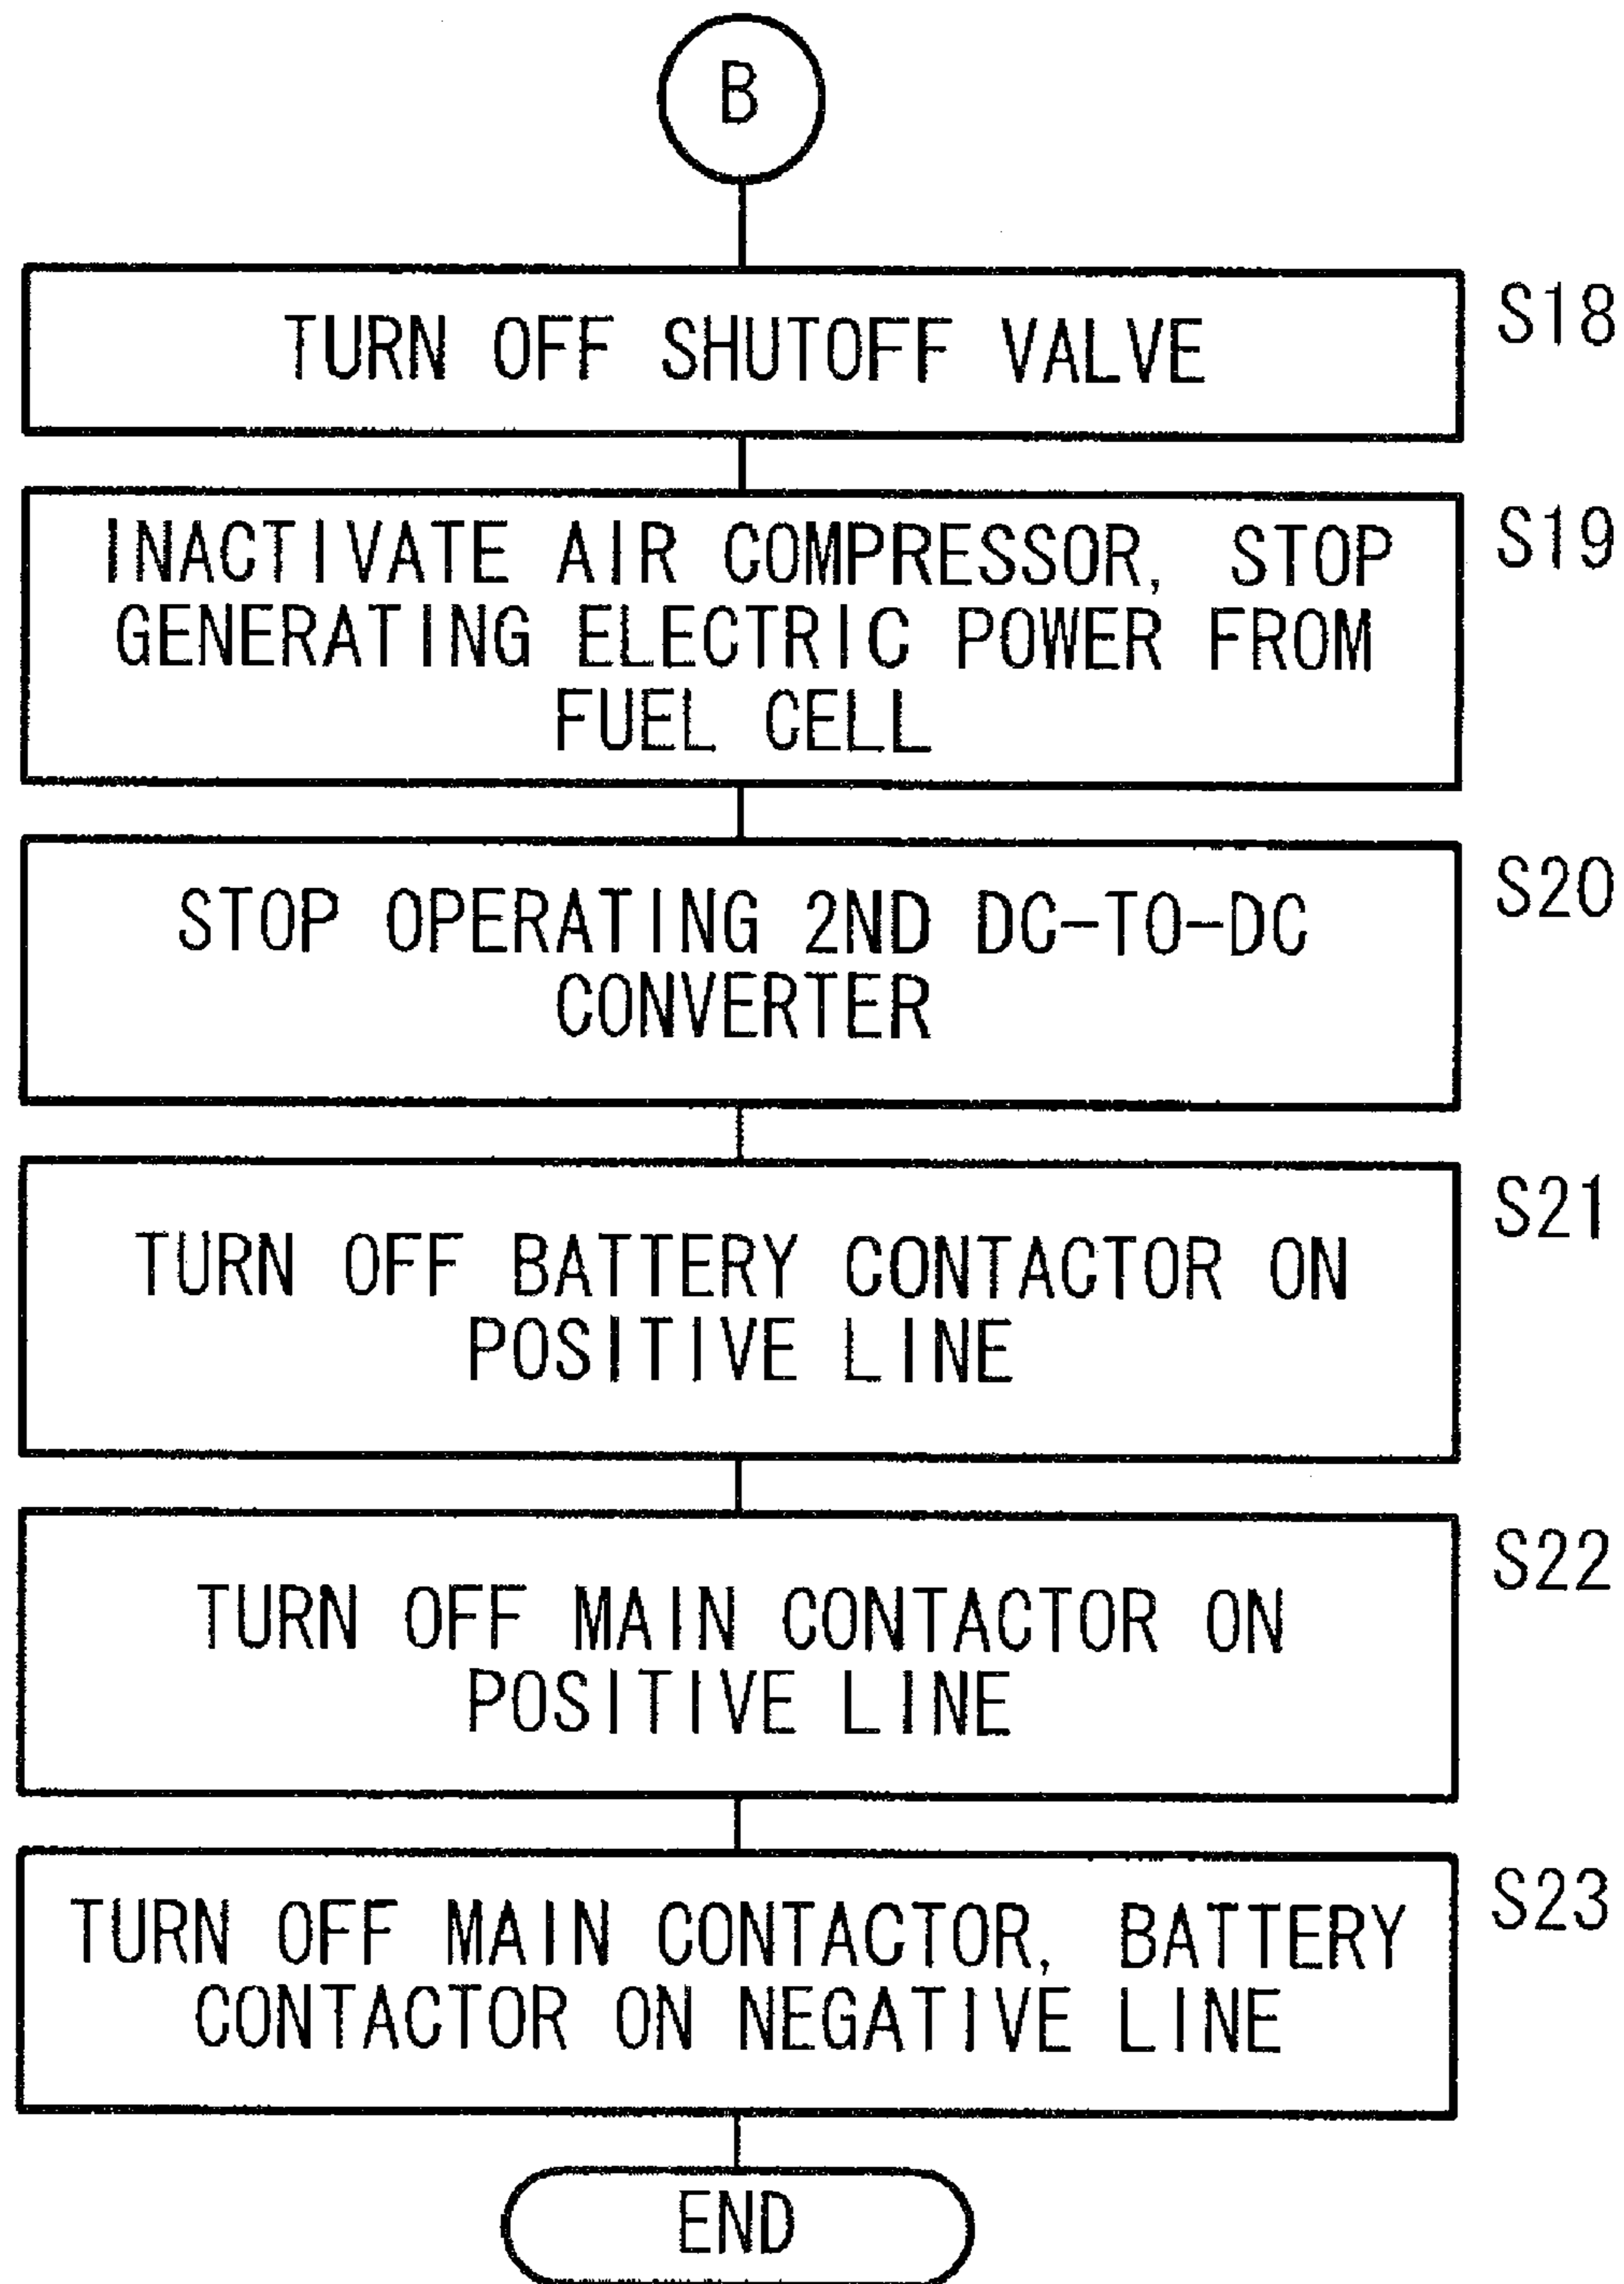 B
TURN OFF SHUTOFF VALVE
S18
INACTIVATE AIR COMPRESSOR, STOP
GENERATING ELECTRIC POWER FROM
FUEL CELL
S19
STOP OPERATING 2ND DC-TO-DC
CONVERTER
S20
TURN OFF BATTERY CONTACTOR ON
POSITIVE LINE
S21
TURN OFF MAIN CONTACTOR ON
POSITIVE LINE
S22
TURN OFF MAIN CONTACTOR, BATTERY
CONTACTOR ON NEGATIVE LINE
S23
END